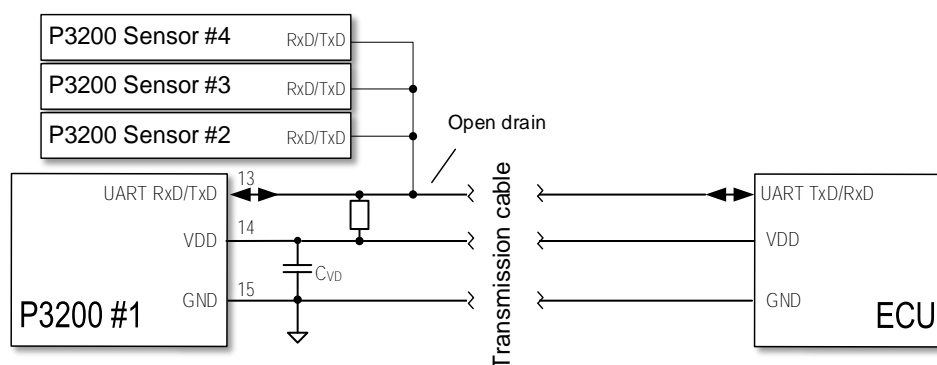 P3200 Sensor #4 RxD/TxD
P3200 Sensor #3 RxD/TxD
P3200 Sensor #2 RxD/TxD
Open drain
UART RxD/TxD 13
VDD 14
CVD
GND 15
P3200 #1
Transmission cable
UART TxD/RxD
VDD
GND
ECU